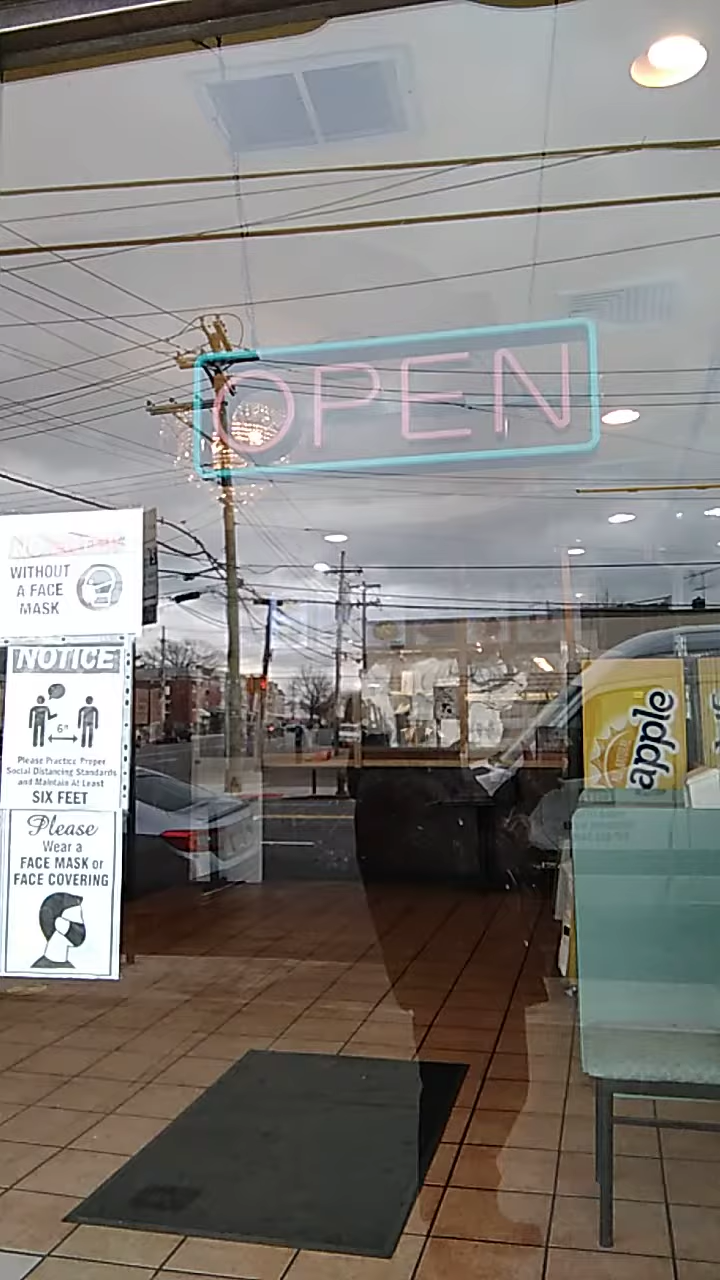 OPEN
WITHOUT
A FACE
MASK
NOTICE
6"
Please Practice Proper
Social Distancing Standards
and Maintain At Least
SIX FEET
Please
Wear a
FACE MASK or
FACE COVERING
apple